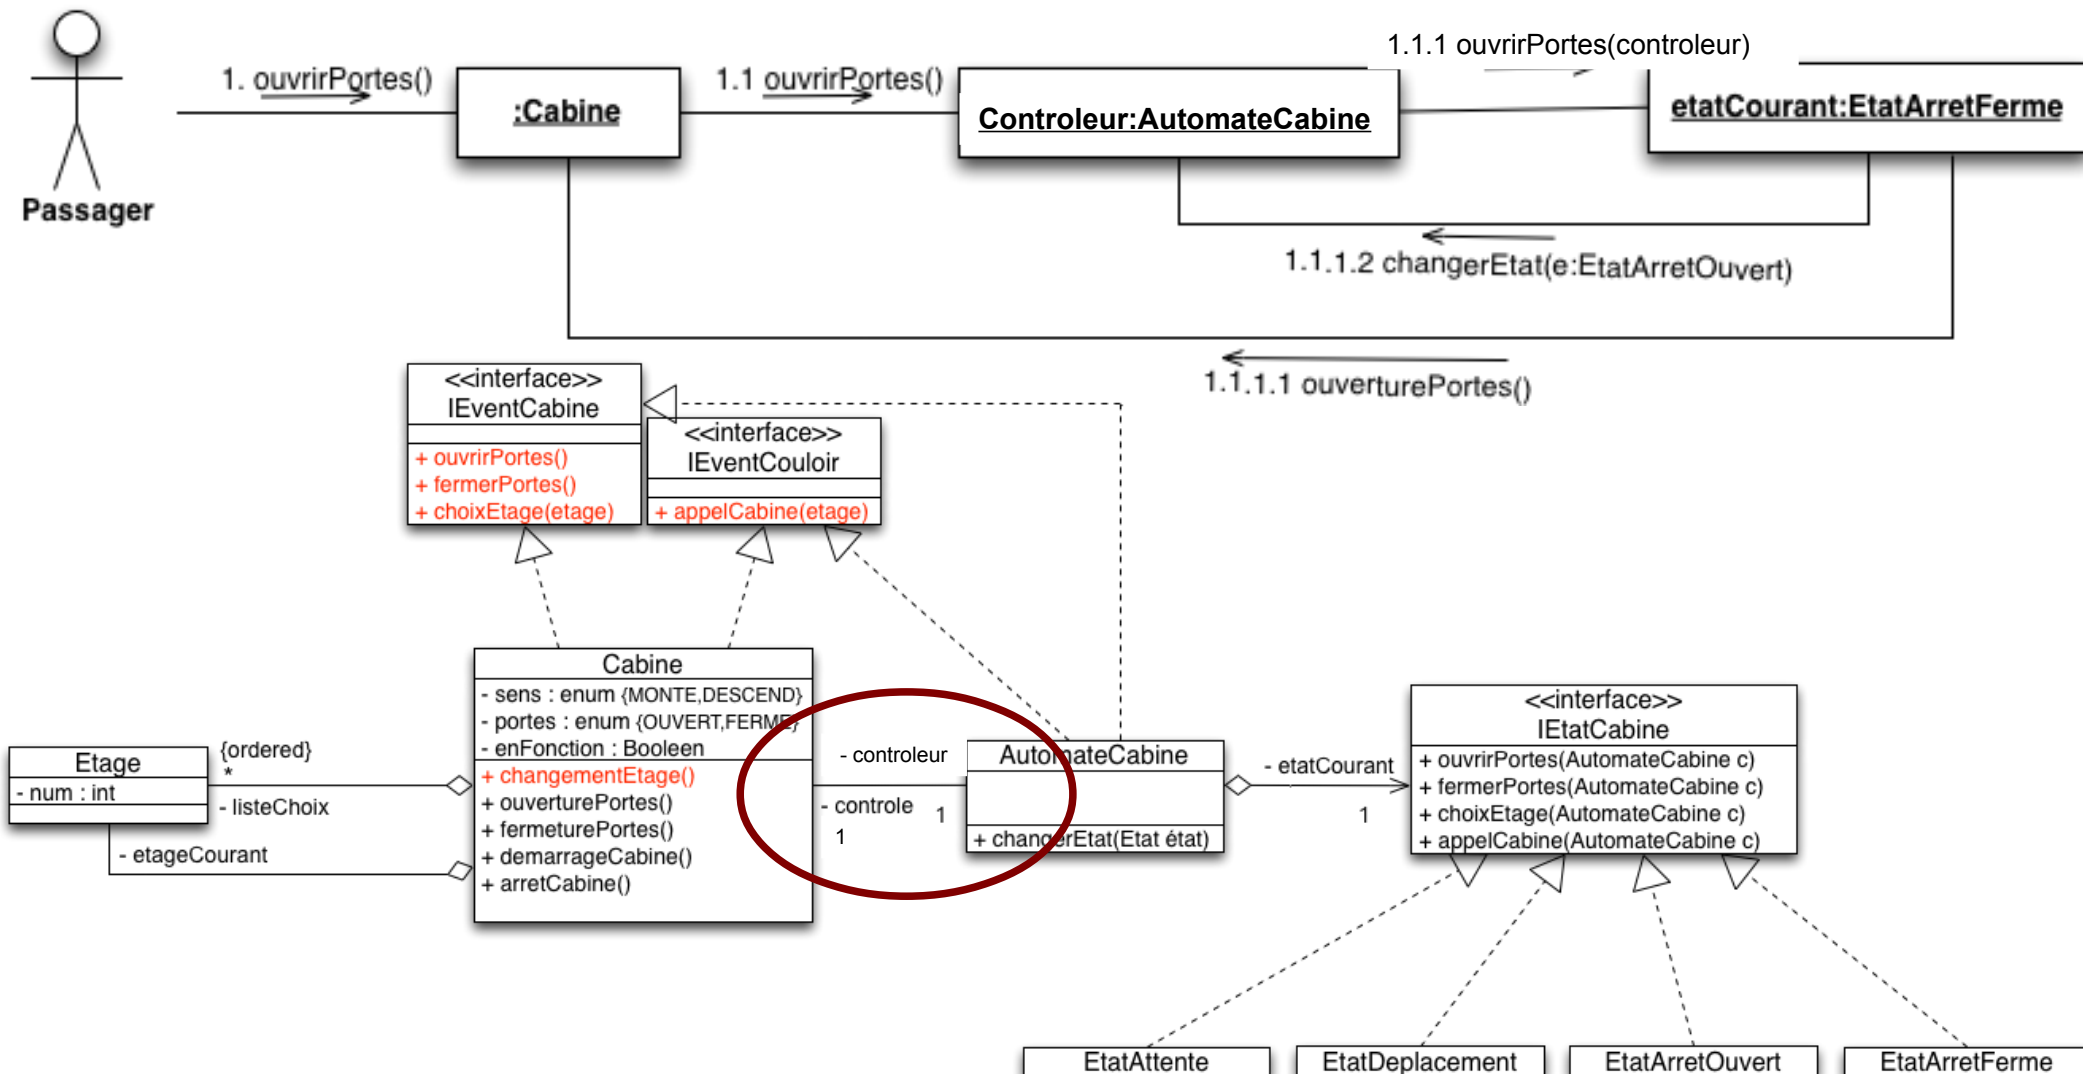 1.1.1 ouvrirPortes(controleur)
1. ouvrirPortes()
1.1 ouvrirPortes()
:Cabine
Controleur:AutomateCabine
etatCourant:EtatArretFerme
Passager
1.1.1.2 changerEtat(e:EtatArretOuvert)
1.1.1.1 ouverturePortes()
<<interface>>
IEventCabine
+ ouvrirPortes()
+ fermerPortes()
+ choixEtage(etage)
<<interface>>
IEventCouloir
+ appelCabine(etage)
Cabine
- sens : enum {MONTE,DESCEND}
- portes : enum {OUVERT,FERME}
- enFonction : Booleen
+ changementEtage()
+ ouverturePortes()
+ fermeturePortes()
+ demarrageCabine()
+ arretCabine()
Etage
- num : int
{ordered}
*
- listeChoix
- etageCourant
- controleur
- controle
1
1
AutomateCabine
+ changerEtat(Etat état)
- etatCourant
1
<<interface>>
IEtatCabine
+ ouvrirPortes(AutomateCabine c)
+ fermerPortes(AutomateCabine c)
+ choixEtage(AutomateCabine c)
+ appelCabine(AutomateCabine c)
EtatAttente
EtatDeplacement
EtatArretOuvert
EtatArretFerme